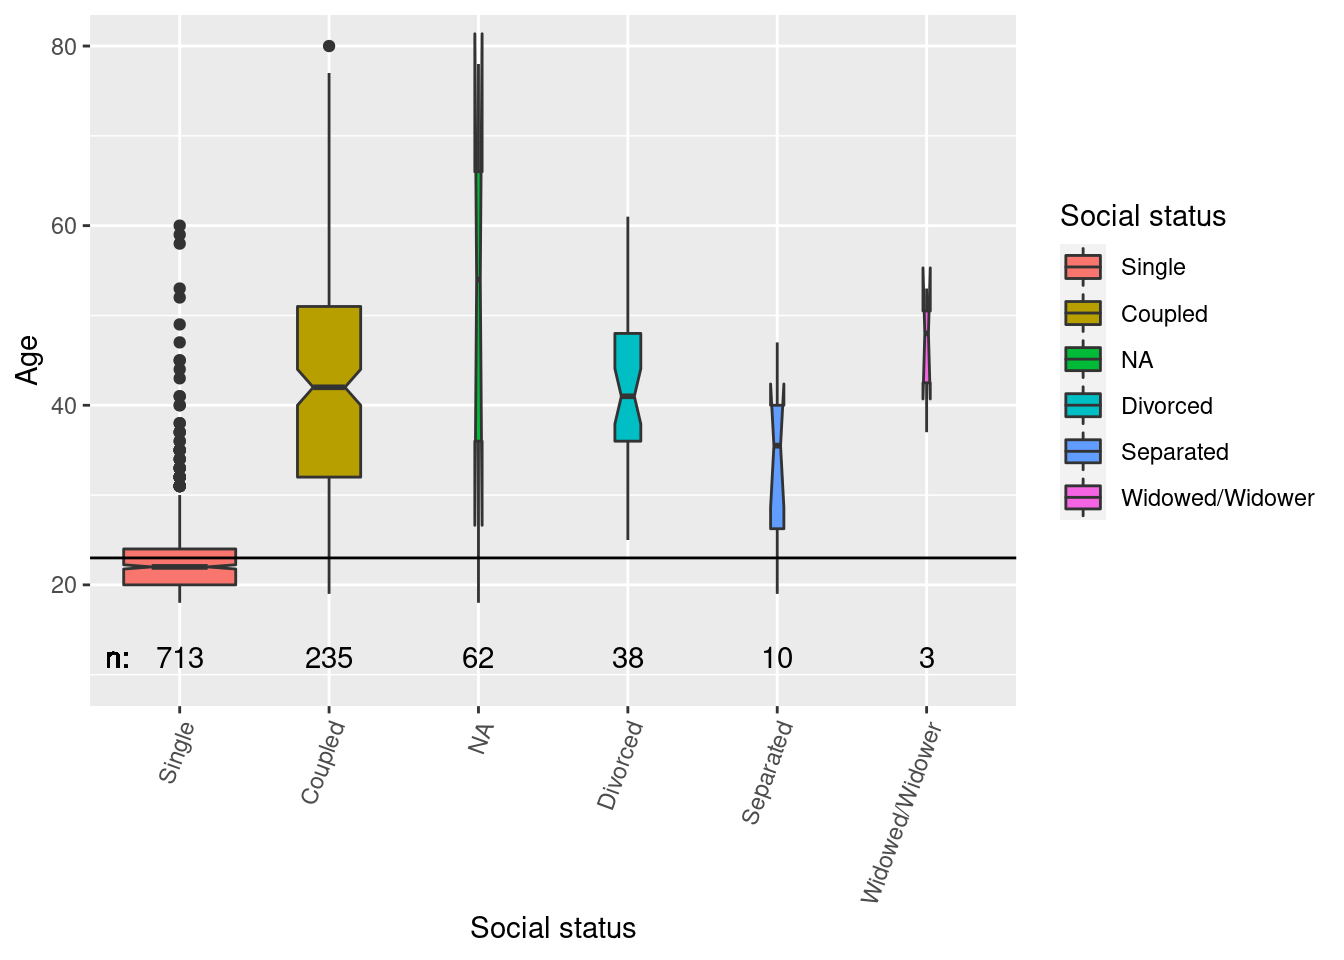 80
60
40
20
Age
n: 713 235 62 38 10 3
Single
Coupled
NA
Divorced
Separated
Widowed/Widower
Social status
Social status
Single
Coupled
NA
Divorced
Separated
Widowed/Widower